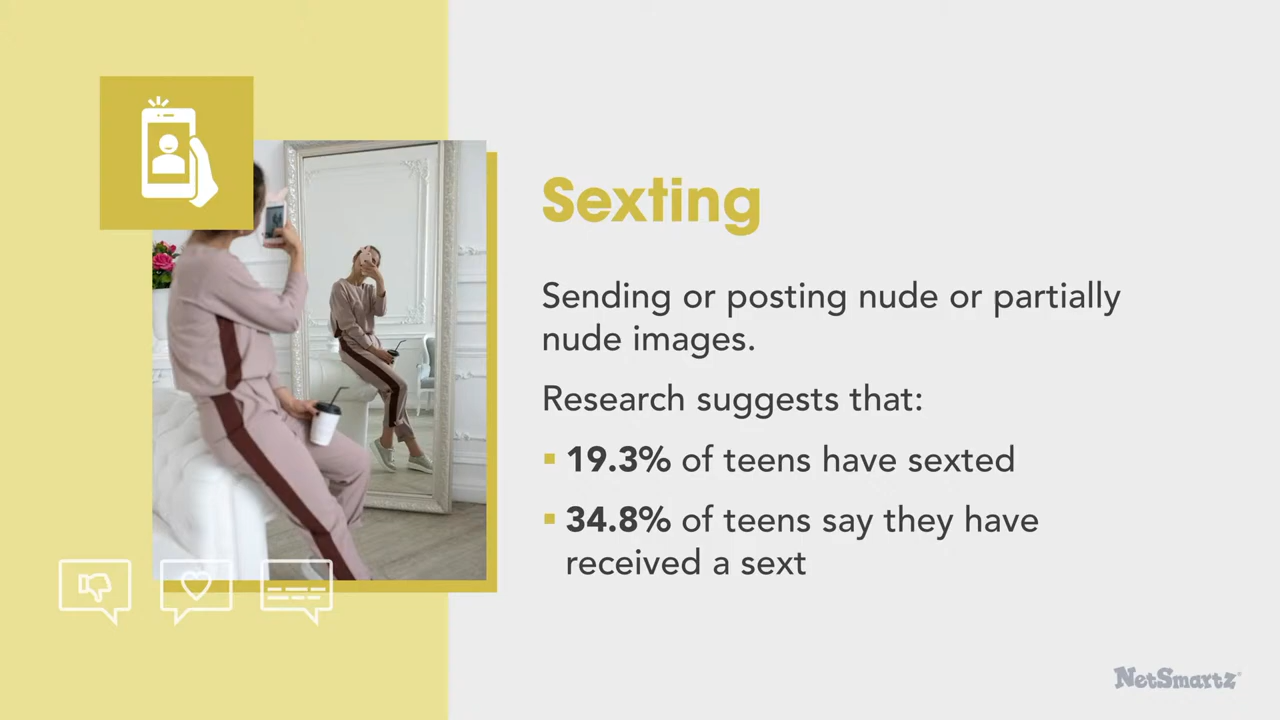 Sexting
Sending or posting nude or partially
nude images.
Research suggests that:
19.3% of teens have sexted
34.8% of teens say they have
received a sext
NetSmartz®